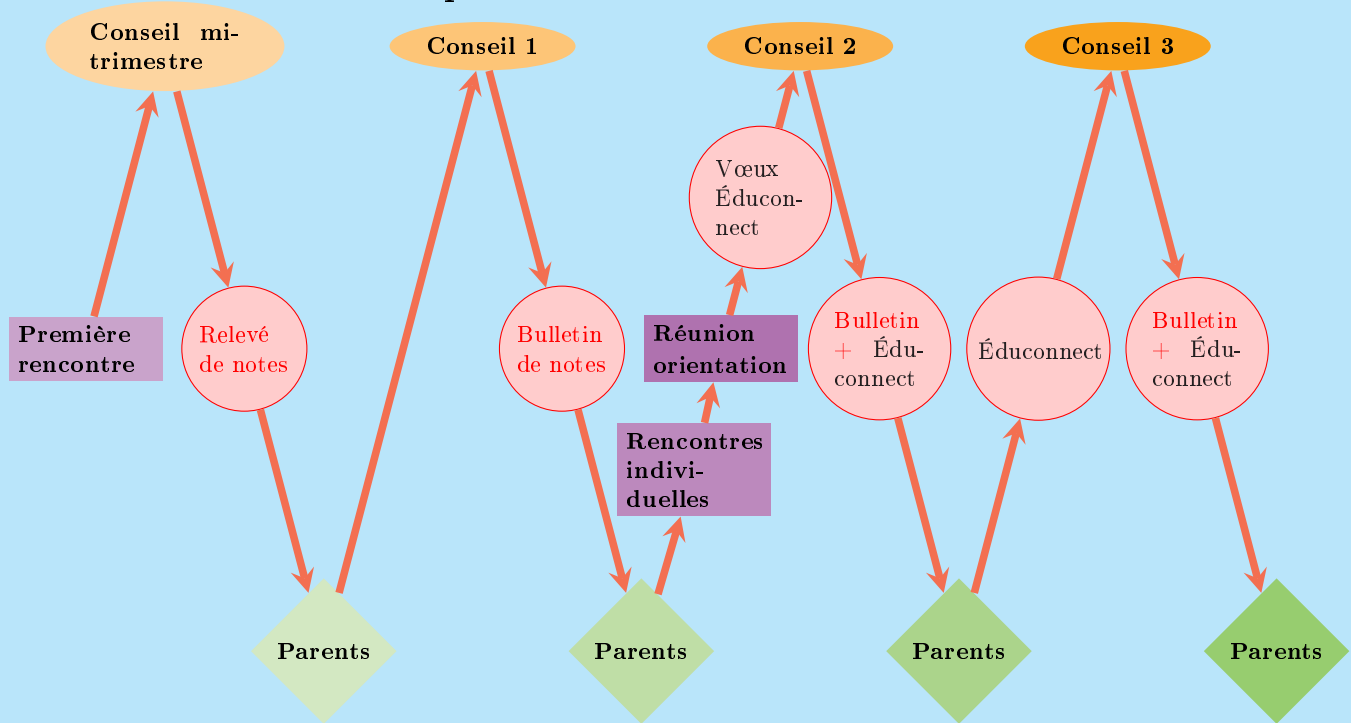 Conseil mi-
trimestre
Conseil 1
Conseil 2
Conseil 3
Vœux
Éducon-
nect
Première
rencontre
Relevé
de notes
Bulletin
de notes
Réunion
orientation
Bulletin
+ Édu-
connect
Éduconnect
Bulletin
+ Édu-
connect
Rencontres
indivi-
duelles
Parents
Parents
Parents
Parents